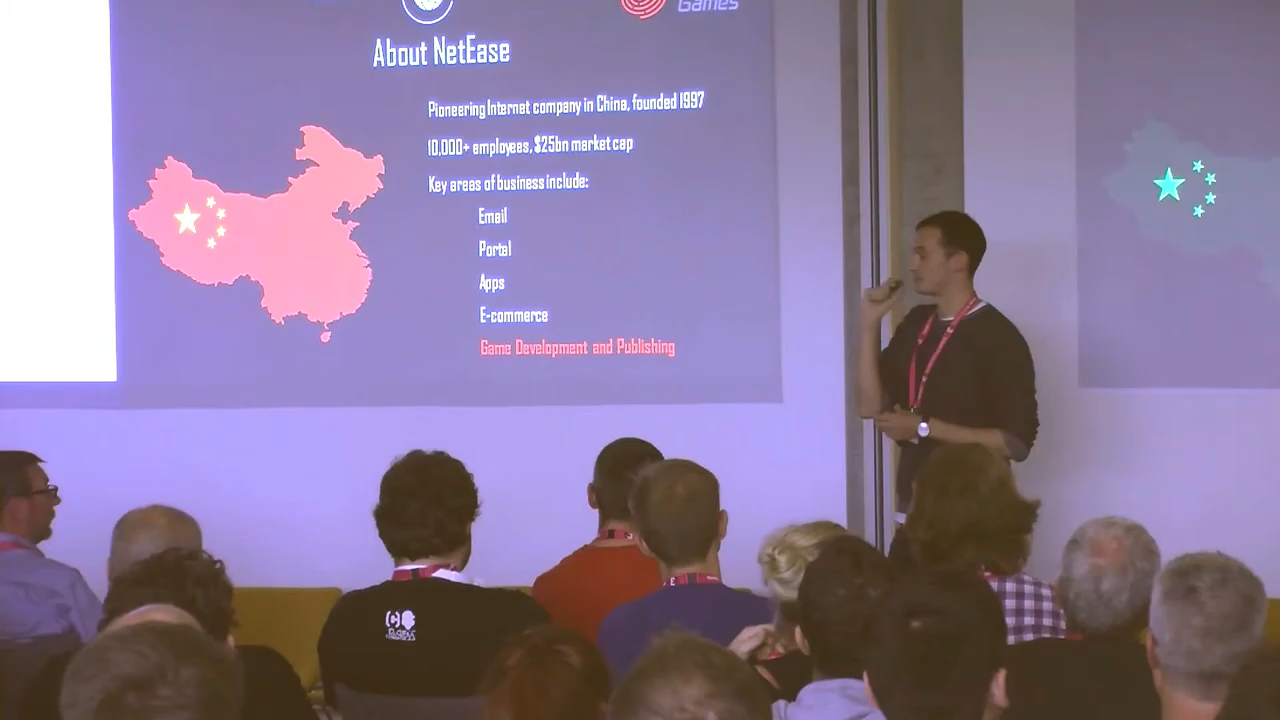 Games
About NetEase
Pioneering Internet company in China, founded 1997
10,000+ employees, $25bn market cap
Key areas of business include:
Email
Portal
Apps
E-commerce
Game Development and Publishing